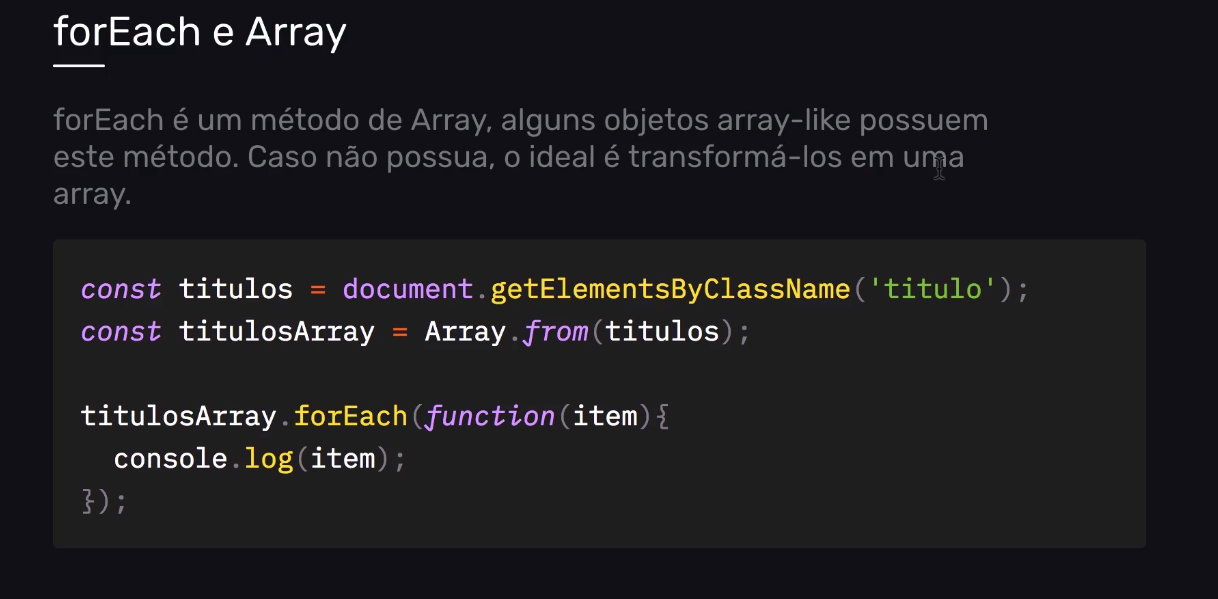 forEach e Array
forEach é um método de Array, alguns objetos array-like possuem
este método. Caso não possua, o ideal é transformá-los em uma
array.
const titulos = document.getElementsByClassName('titulo');
const titulosArray = Array.from(titulos);
titulosArray.forEach(function(item){
  console.log(item);
});